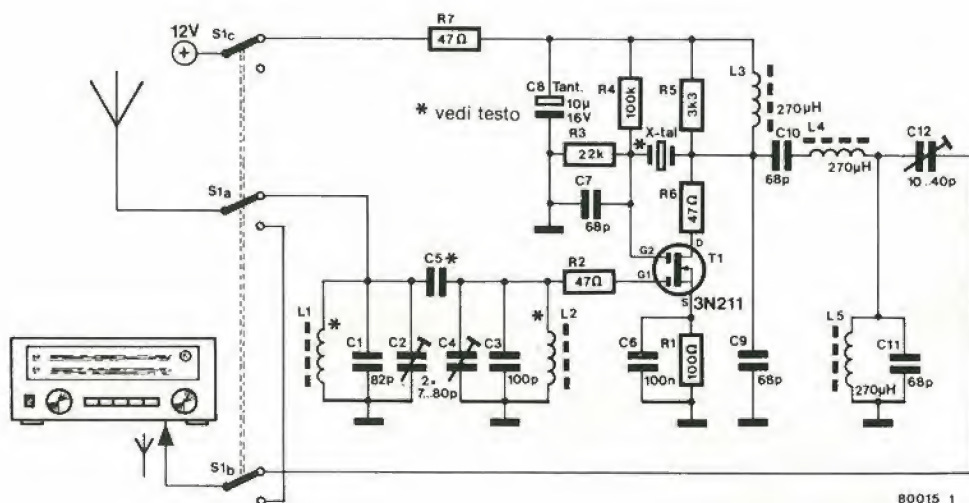 12V
S1c
R7
47Ω
C8 Tant.
10µ
16V
R4
100k
R5
3k3
L3
270µH
* vedi testo
R3
22k
*
X-tal
C10
68p
L4
270µH
C12
10...40p
C7
68p
R6
47Ω
S1a
G2
D
T1
G1
S
3N211
C5*
R2
47Ω
L1
*
C1
82p
C2
2×
7...80p
C4
C3
100p
*
L2
C6
100n
R1
100Ω
C9
68p
L5
270µH
C11
68p
S1b
80015 1